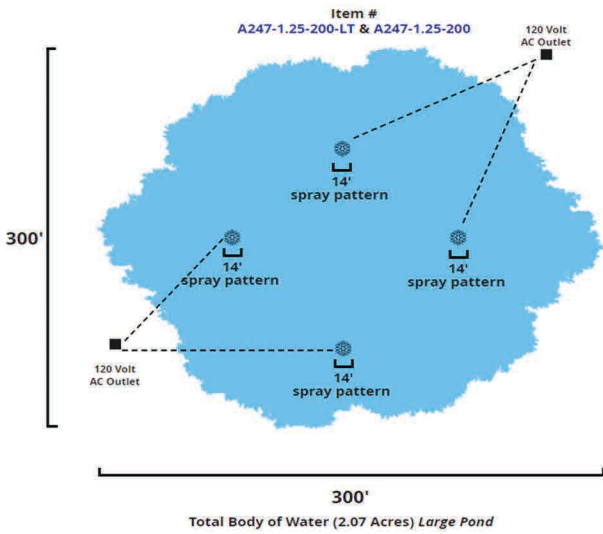 Item #
A247-1.25-200-LT & A247-1.25-200
120 Volt
AC Outlet
14'
spray pattern
300'
14'
spray pattern
14'
spray pattern
120 Volt
AC Outlet
14'
spray pattern
300'
Total Body of Water (2.07 Acres) Large Pond